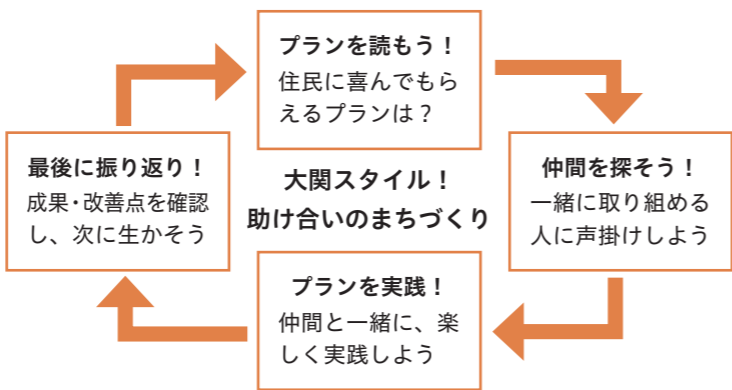 プランを読もう！
住民に喜んでもら
えるプランは？
仲間を探そう！
一緒に取り組める
人に声掛けしよう
プランを実践！
仲間と一緒に、楽
しく実践しよう
最後に振り返り！
成果・改善点を確認
し、次に生かそう
大関スタイル！
助け合いのまちづくり